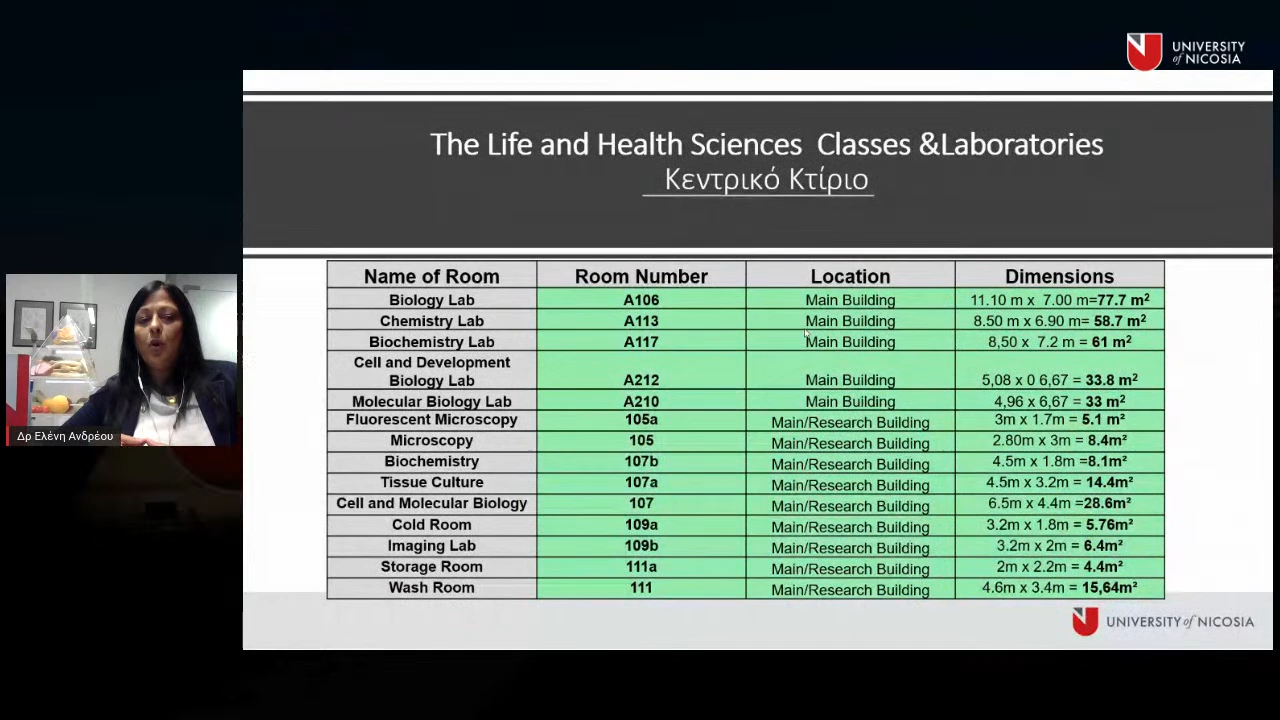 UNIVERSITY
of NICOSIA
The Life and Health Sciences Classes &Laboratories
Κεντρικό Κτίριο
Name of Room Room Number Location Dimensions
Biology Lab A106 Main Building 11.10 m x 7.00 m=77.7 m²
Chemistry Lab A113 Main Building 8.50 m x 6.90 m= 58.7 m²
Biochemistry Lab A117 Main Building 8,50 x 7.2 m = 61 m²
Cell and Development
Biology Lab A212 Main Building 5,08 x 0 6,67 = 33.8 m²
Molecular Biology Lab A210 Main Building 4,96 x 6,67 = 33 m²
Fluorescent Microscopy 105a Main/Research Building 3m x 1.7m = 5.1 m²
Microscopy 105 Main/Research Building 2.80m x 3m = 8.4m²
Biochemistry 107b Main/Research Building 4.5m x 1.8m =8.1m²
Tissue Culture 107a Main/Research Building 4.5m x 3.2m = 14.4m²
Cell and Molecular Biology 107 Main/Research Building 6.5m x 4.4m =28.6m²
Cold Room 109a Main/Research Building 3.2m x 1.8m = 5.76m²
Imaging Lab 109b Main/Research Building 3.2m x 2m = 6.4m²
Storage Room 111a Main/Research Building 2m x 2.2m = 4.4m²
Wash Room 111 Main/Research Building 4.6m x 3.4m = 15,64m²
Δρ Ελένη Ανδρέου
UNIVERSITY of NICOSIA